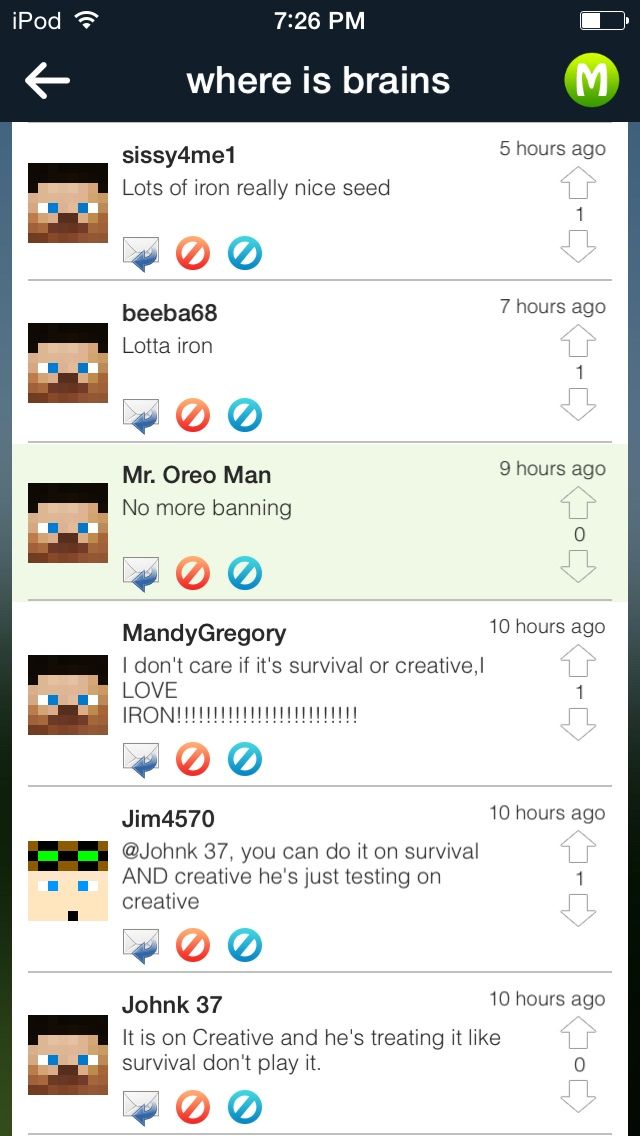 iPod 7:26 PM
where is brains M
sissy4me1 5 hours ago
Lots of iron really nice seed
1
beeba68 7 hours ago
Lotta iron
1
Mr. Oreo Man 9 hours ago
No more banning
0
MandyGregory 10 hours ago
I don't care if it's survival or creative,I
LOVE
IRON!!!!!!!!!!!!!!!!!!!!!!!!!
1
Jim4570 10 hours ago
@Johnk 37, you can do it on survival
AND creative he's just testing on
creative
1
Johnk 37 10 hours ago
It is on Creative and he's treating it like
survival don't play it.
0